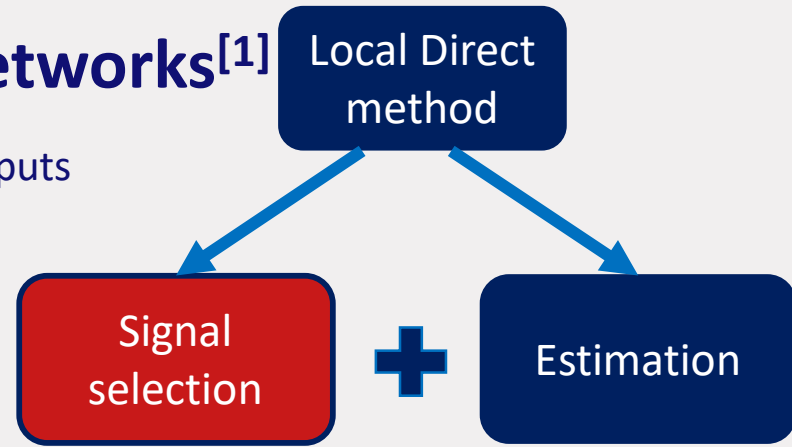 etworks[1]
Local Direct
method
puts
Signal
selection
Estimation